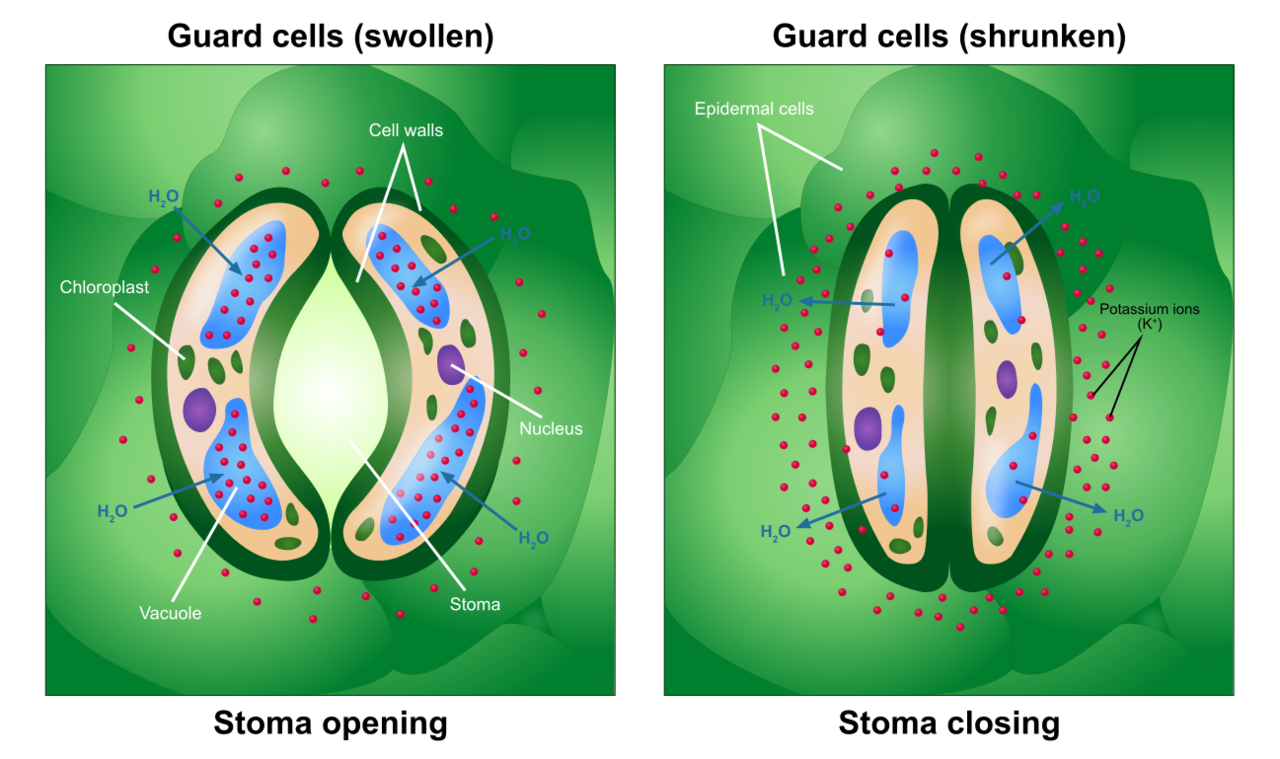 Guard cells (swollen)
Guard cells (shrunken)
Cell walls
H₂O
H₂O
Chloroplast
Nucleus
H₂O
H₂O
Vacuole
Stoma
Epidermal cells
H₂O
H₂O
Potassium ions
(K⁺)
H₂O
H₂O
Stoma opening
Stoma closing